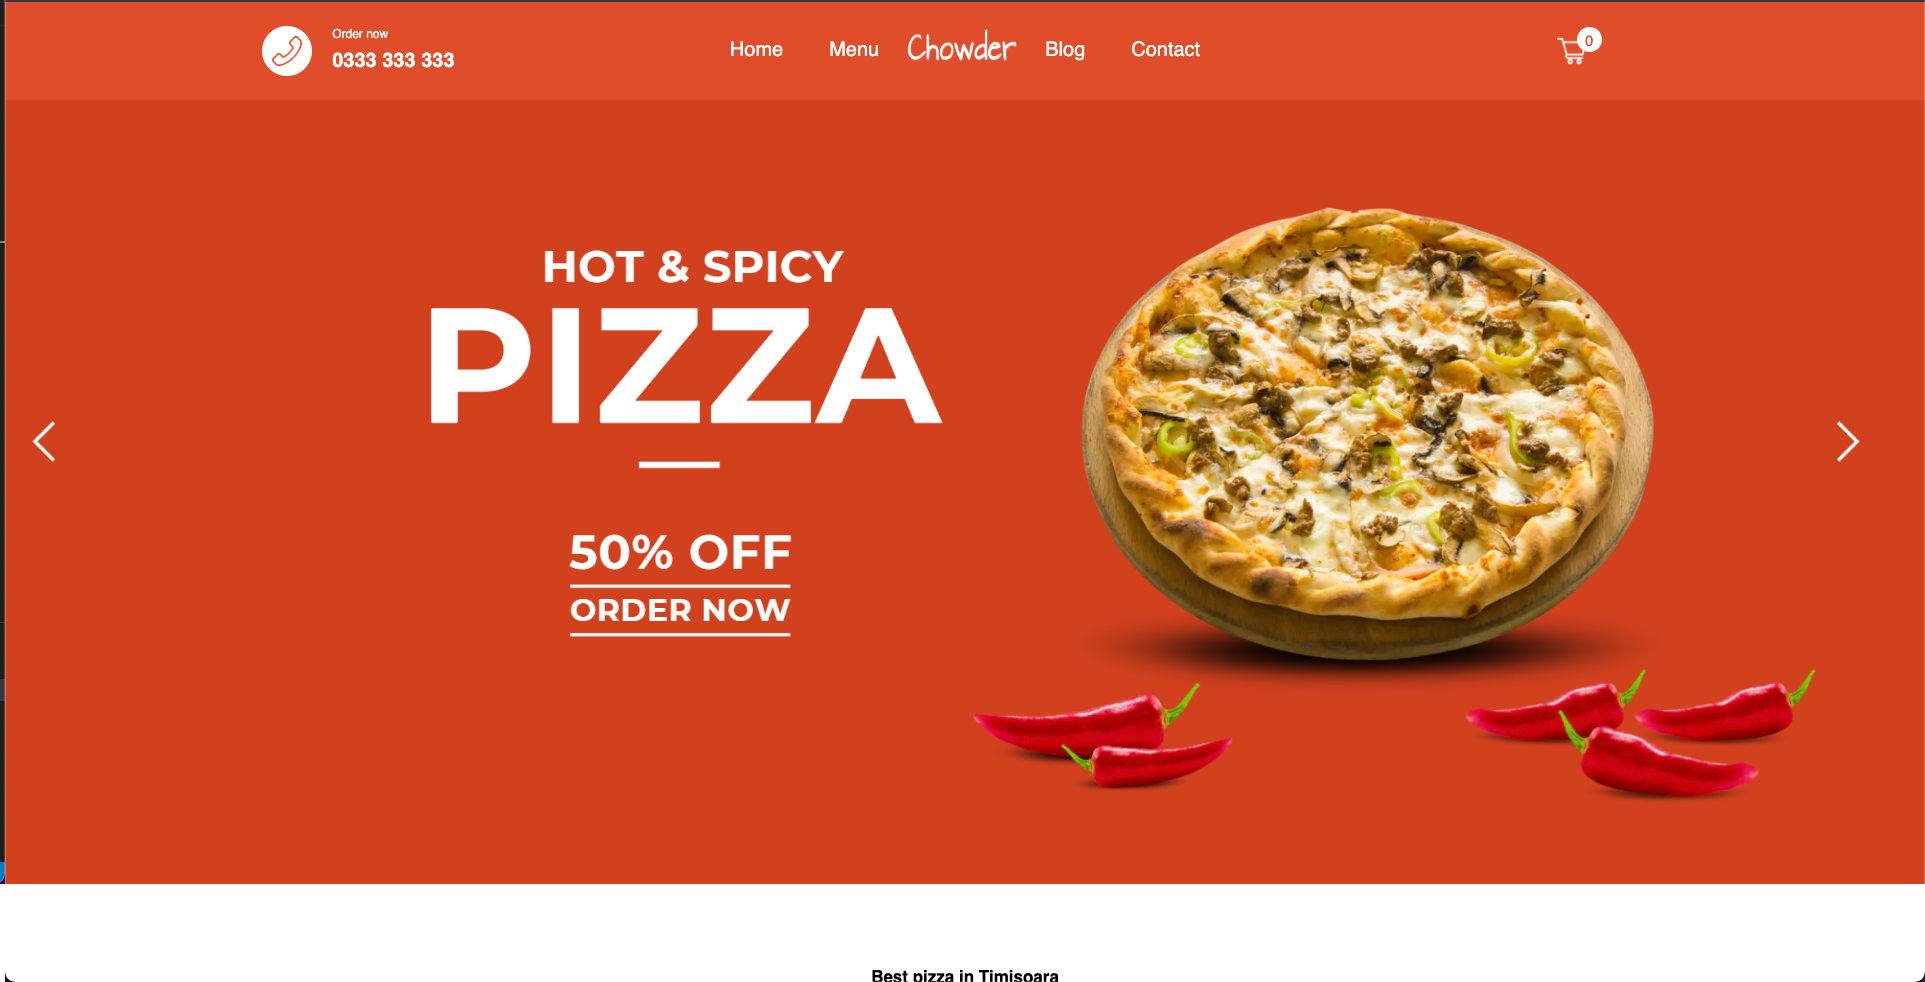 Order now
0333 333 333
Home
Menu
Chowder
Blog
Contact
0
HOT & SPICY
PIZZA
50% OFF
ORDER NOW
Best pizza in Timisoara